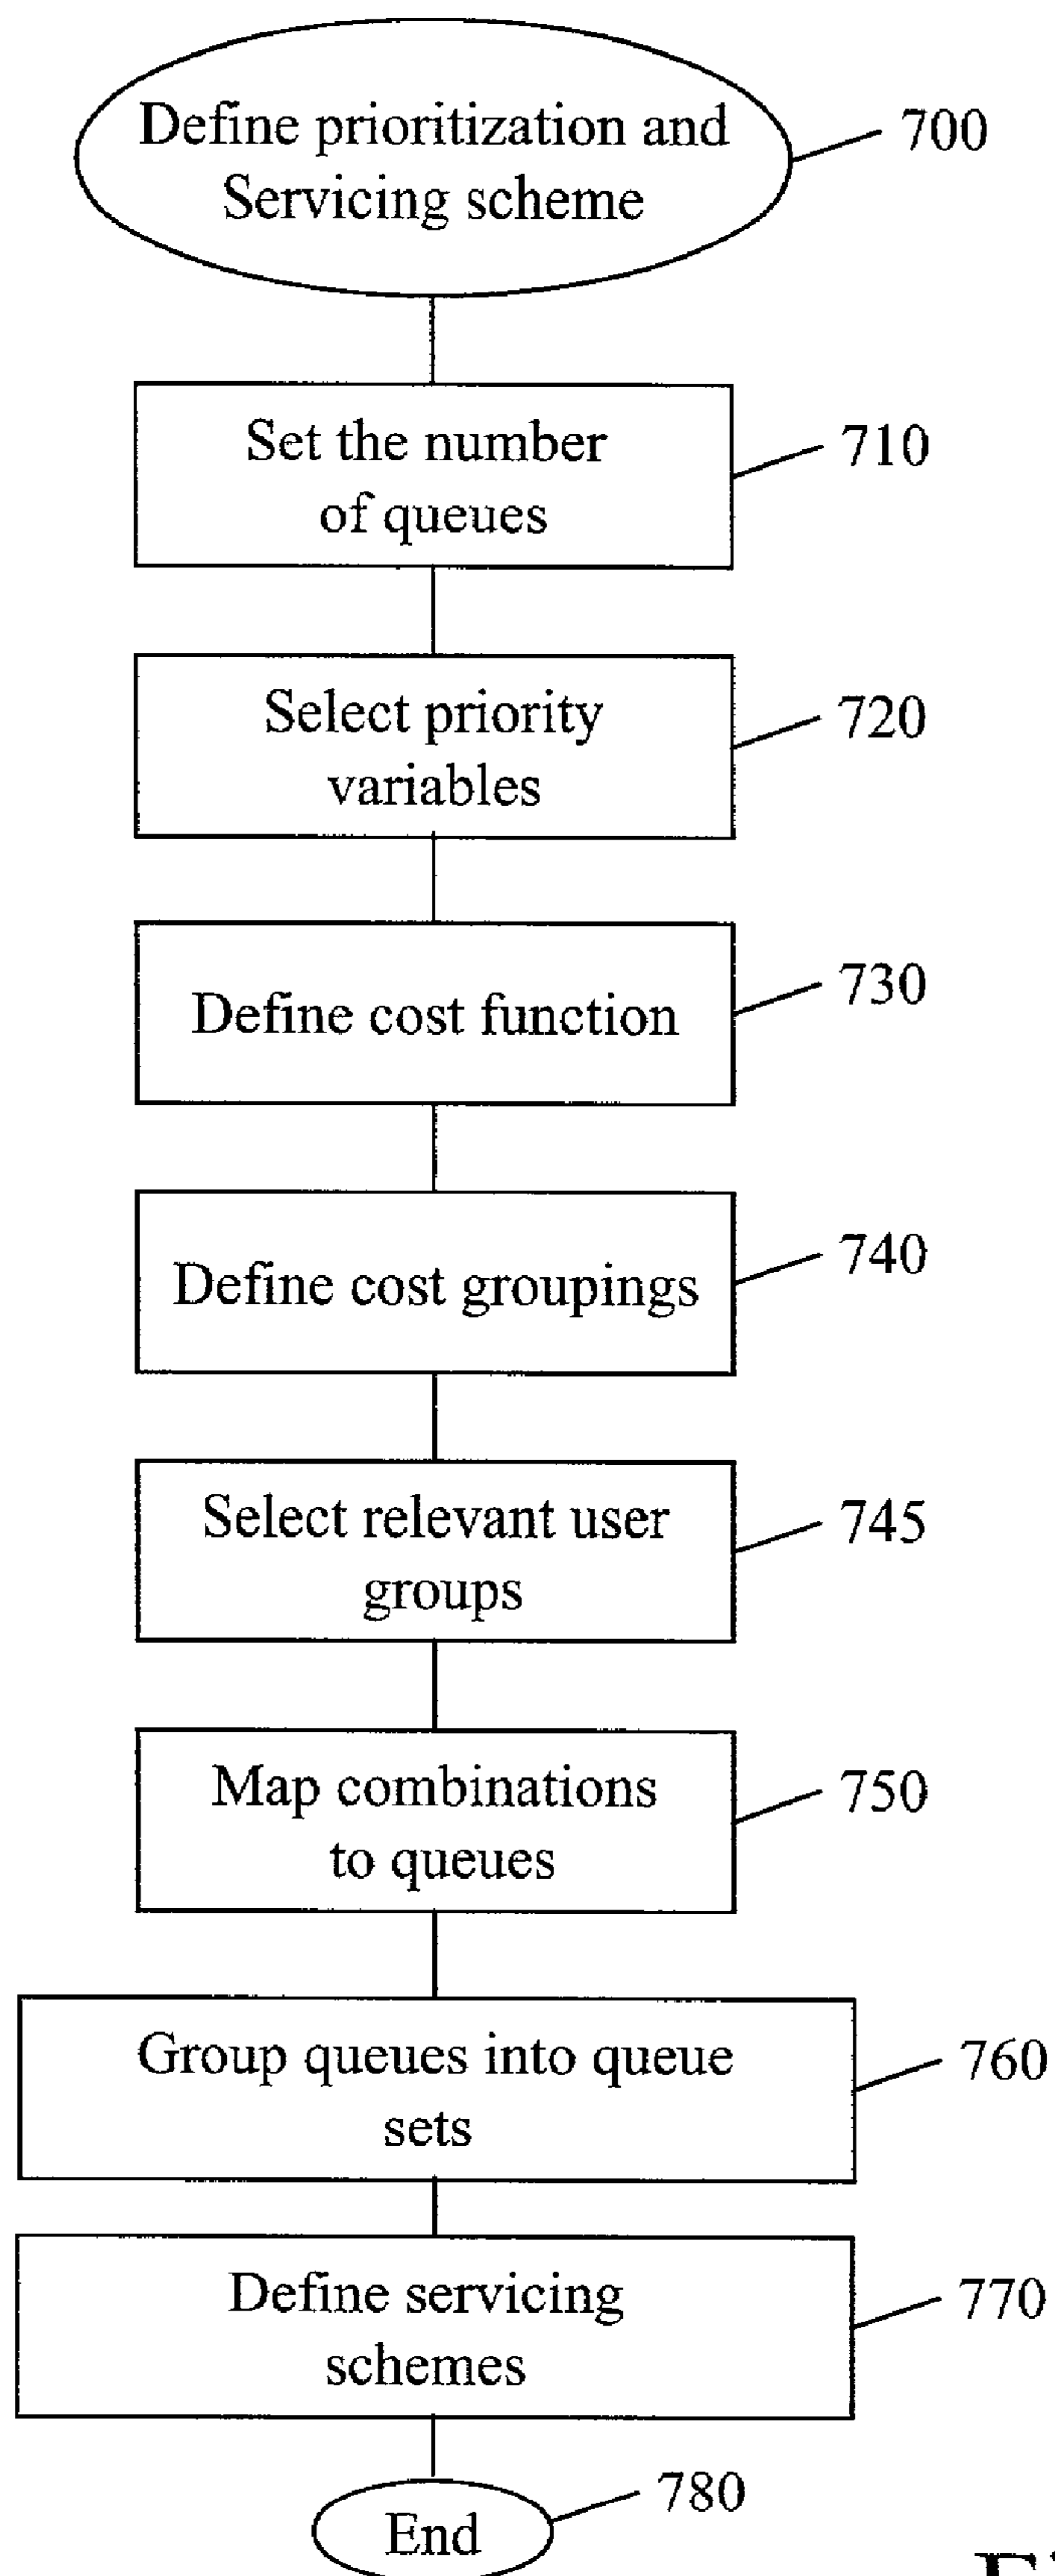 Define prioritization and
Servicing scheme
700
Set the number
of queues
710
Select priority
variables
720
Define cost function
730
Define cost groupings
740
Select relevant user
groups
745
Map combinations
to queues
750
Group queues into queue
sets
760
Define servicing
schemes
770
End
780